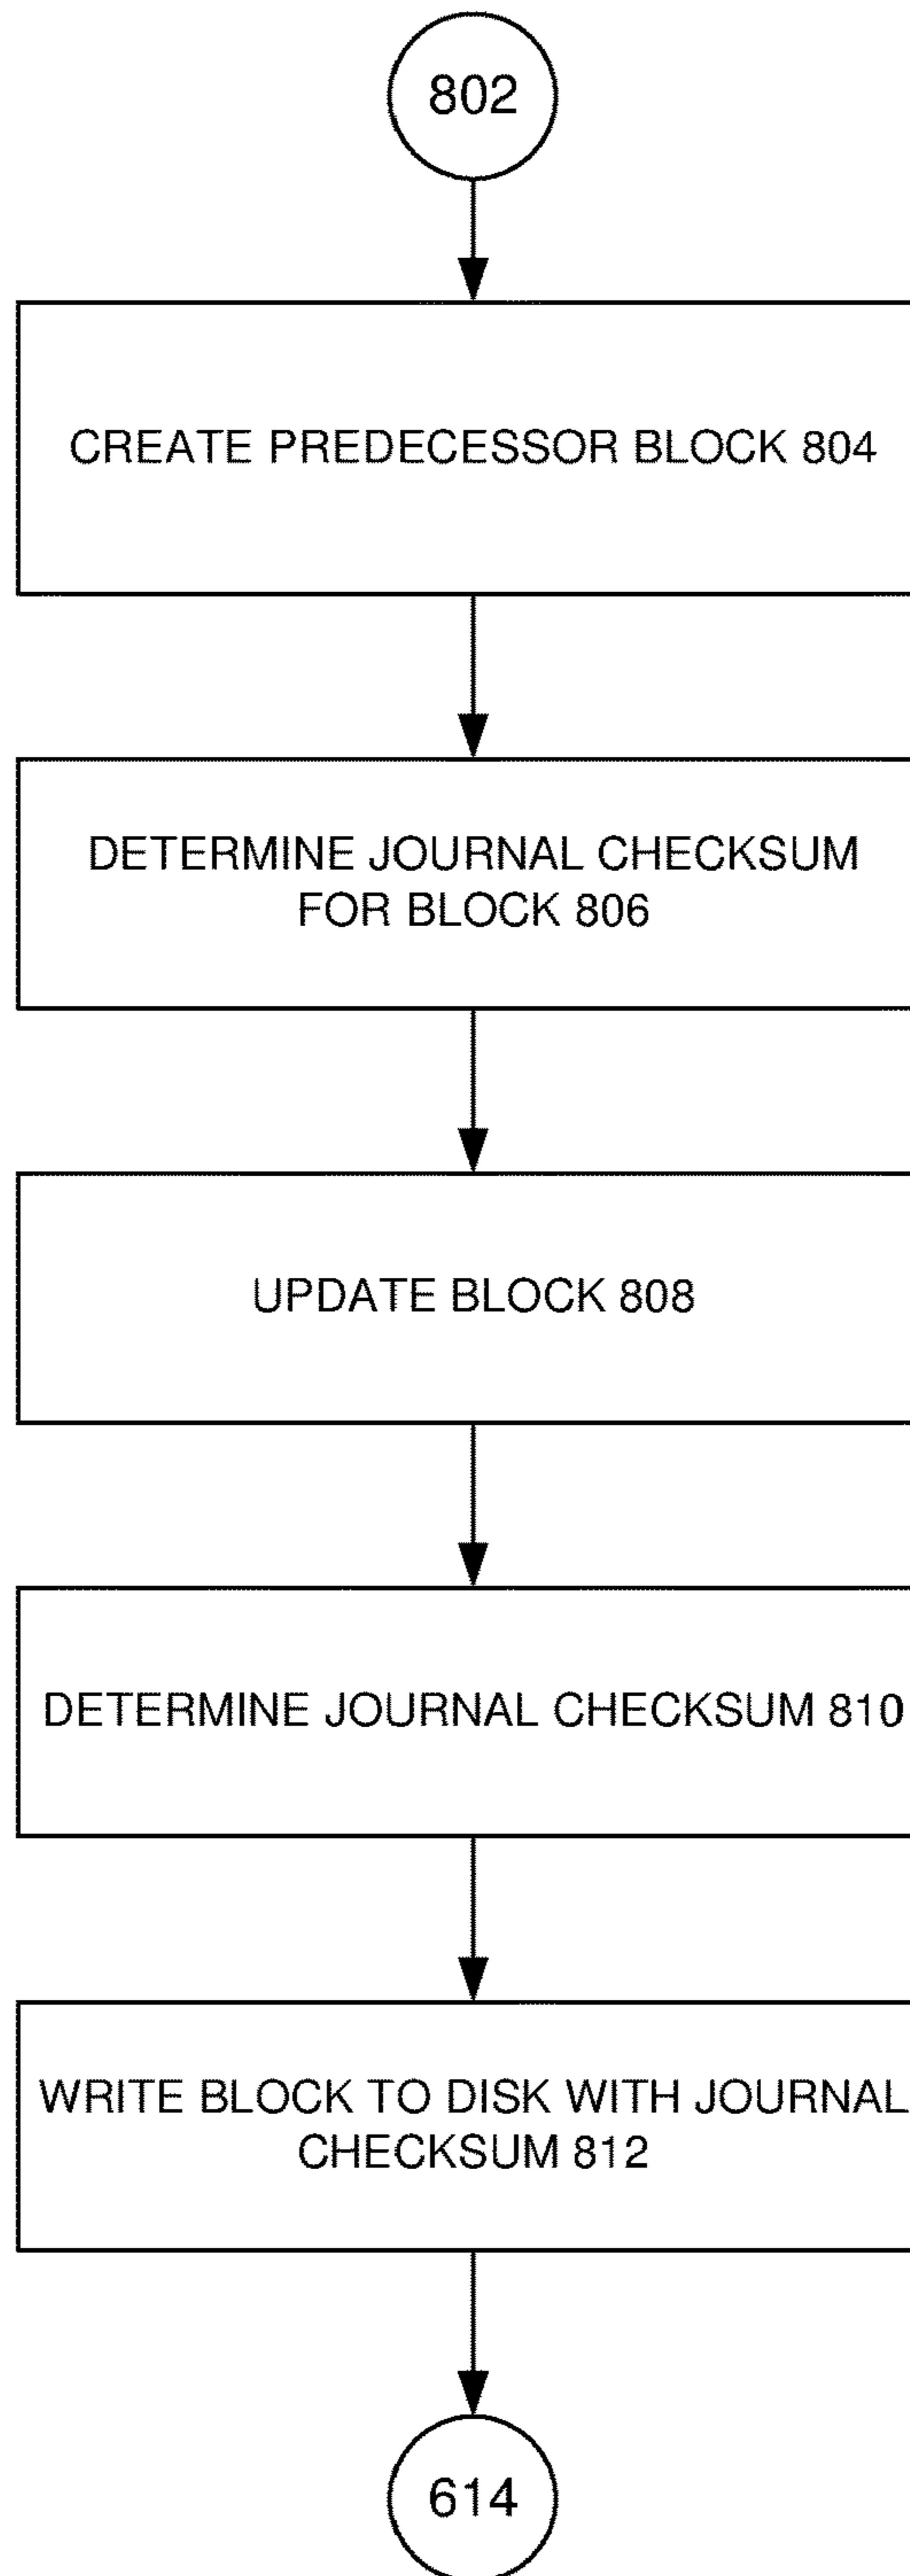 802
CREATE PREDECESSOR BLOCK 804
DETERMINE JOURNAL CHECKSUM
FOR BLOCK 806
UPDATE BLOCK 808
DETERMINE JOURNAL CHECKSUM 810
WRITE BLOCK TO DISK WITH JOURNAL
CHECKSUM 812
614